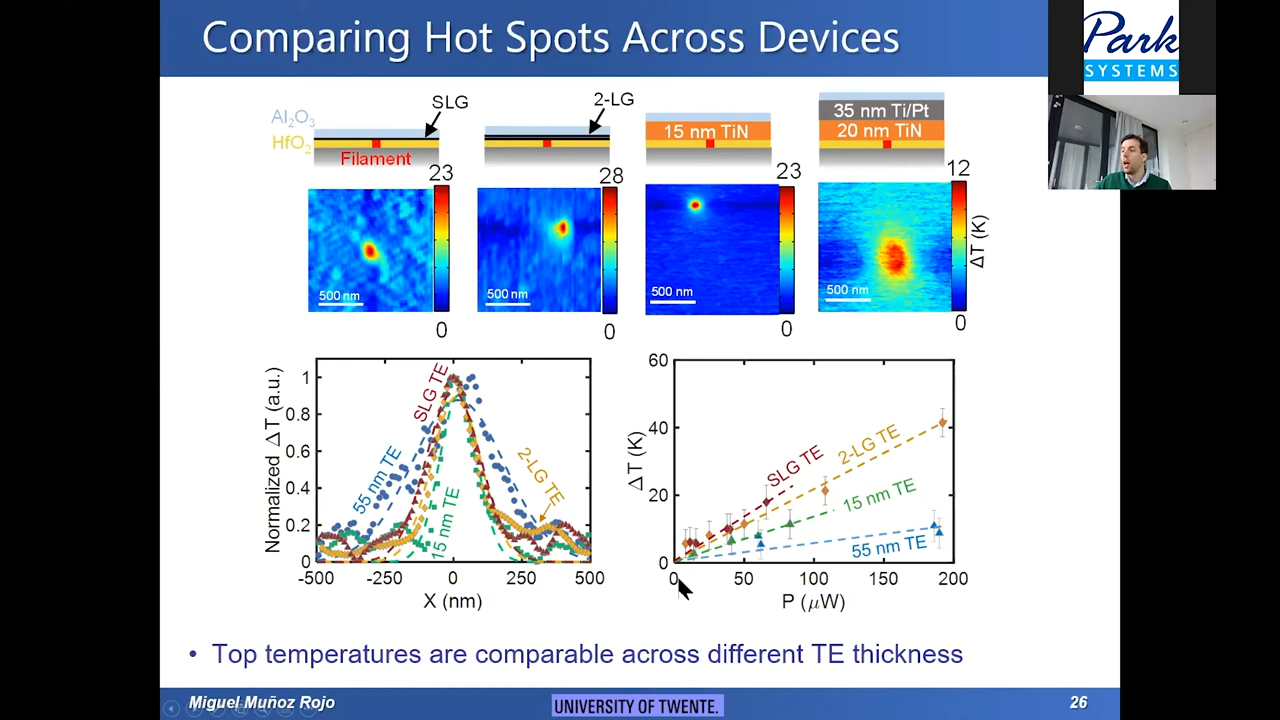 Comparing Hot Spots Across Devices
Park
SYSTEMS
SLG
2-LG
35 nm Ti/Pt
Al₂O₃
15 nm TiN
20 nm TiN
HfO₂
Filament
23
28
23
12
500 nm
500 nm
500 nm
500 nm
ΔT (K)
0
0
0
0
Normalized ΔT (a.u.)
1
0.8
0.6
0.4
0.2
0
SLG TE
55 nm TE
2-LG TE
15 nm TE
-500
-250
0
250
500
X (nm)
ΔT (K)
60
40
20
0
SLG TE
2-LG TE
15 nm TE
55 nm TE
0
50
100
150
200
P (μW)
• Top temperatures are comparable across different TE thickness
Miguel Muñoz Rojo
UNIVERSITY OF TWENTE.
26